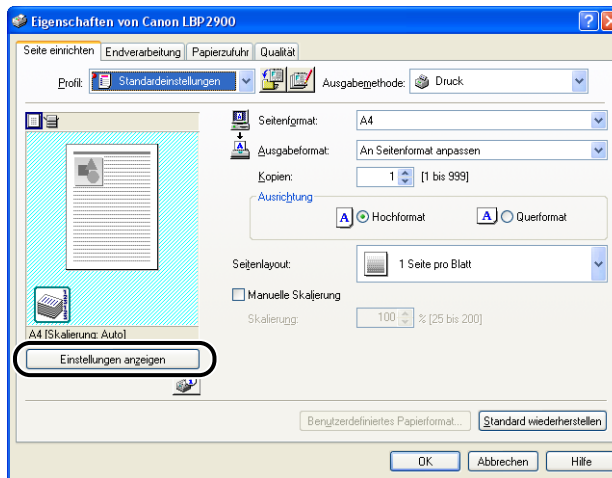 Eigenschaften von Canon LBP2900
Seite einrichten Endverarbeitung Papierzufuhr Qualität
Profil: Standardeinstellungen Ausgabemethode: Druck
Seitenformat: A4
Ausgabeformat: An Seitenformat anpassen
Kopien: 1 [1 bis 999]
Ausrichtung
A Hochformat A Querformat
Seitenlayout: 1 Seite pro Blatt
Manuelle Skalierung
Skalierung: 100 % [25 bis 200]
A4 [Skalierung: Auto]
Einstellungen anzeigen
Benutzerdefiniertes Papierformat... Standard wiederherstellen
OK Abbrechen Hilfe